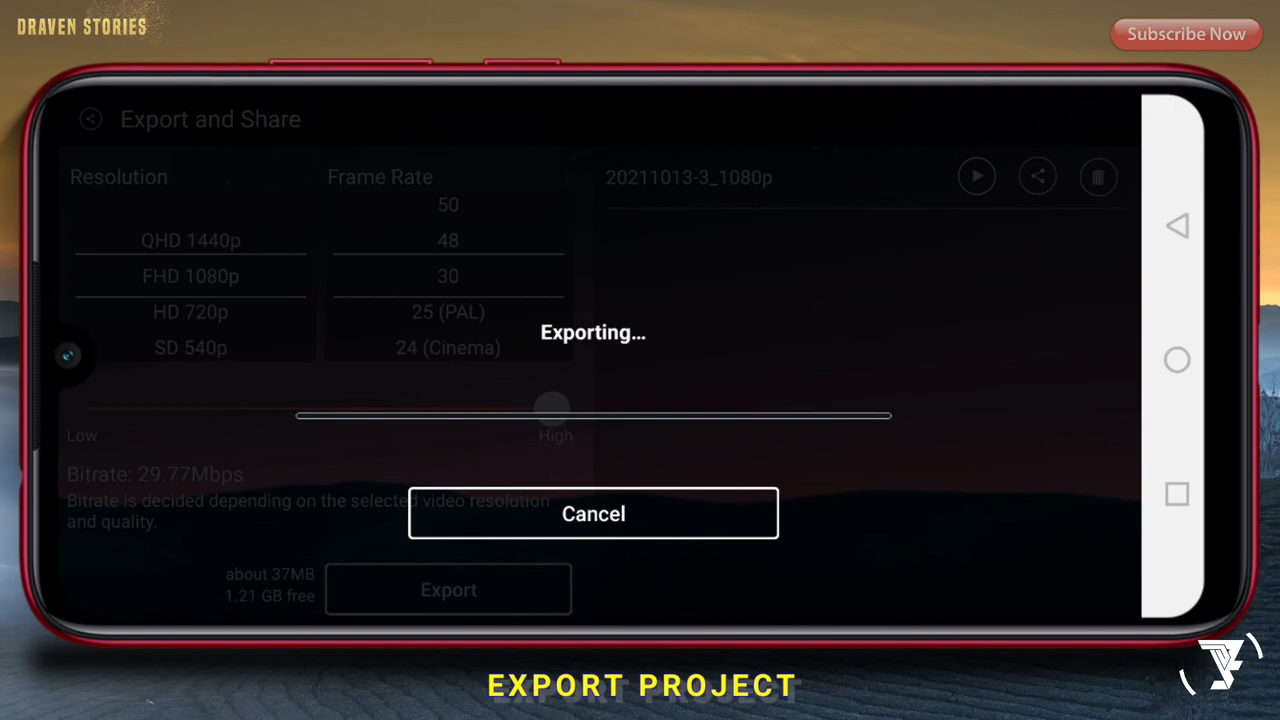 DRAVEN STORIES
Subscribe Now
Export and Share
Resolution
Frame Rate
20211013-3_1080p
50
QHD 1440p
48
FHD 1080p
30
HD 720p
25 (PAL)
SD 540p
24 (Cinema)
Exporting...
Low
High
Bitrate: 29.77Mbps
Bitrate is decided depending on the selected video resolution
and quality.
Cancel
about 37MB
1.21 GB free
Export
EXPORT PROJECT